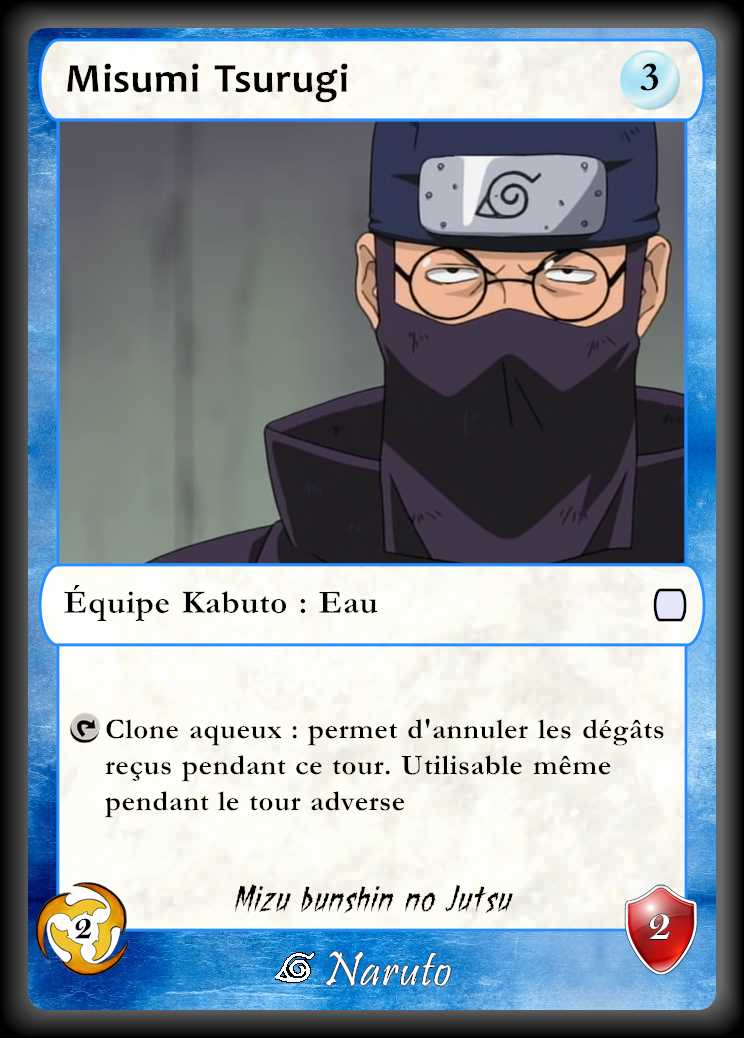 Misumi Tsurugi
3
Équipe Kabuto : Eau
Clone aqueux : permet d'annuler les dégâts
reçus pendant ce tour. Utilisable même
pendant le tour adverse
Mizu bunshin no Jutsu
2
2
Naruto